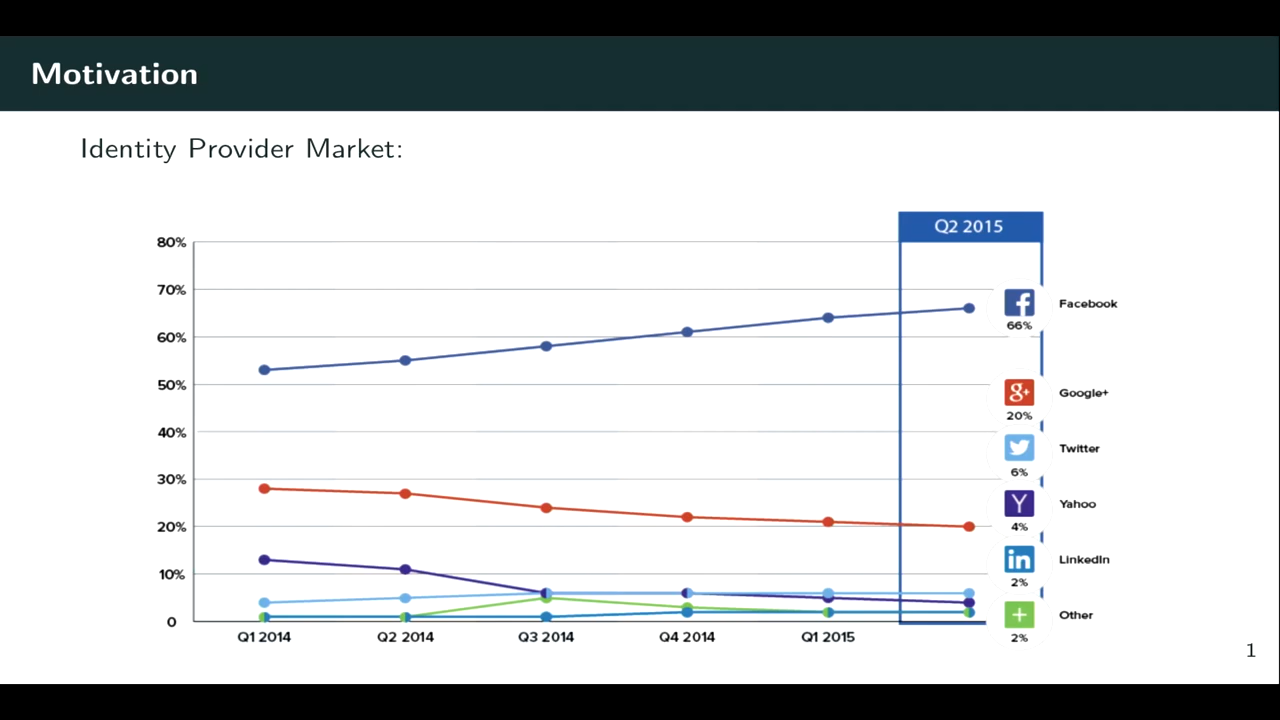 Motivation
Identity Provider Market:
Q2 2015
80%
70%
60%
50%
40%
30%
20%
10%
0
Q1 2014
Q2 2014
Q3 2014
Q4 2014
Q1 2015
f
66%
Facebook
g+
20%
Google+
6%
Twitter
Y
4%
Yahoo
in
2%
LinkedIn
+
2%
Other
1